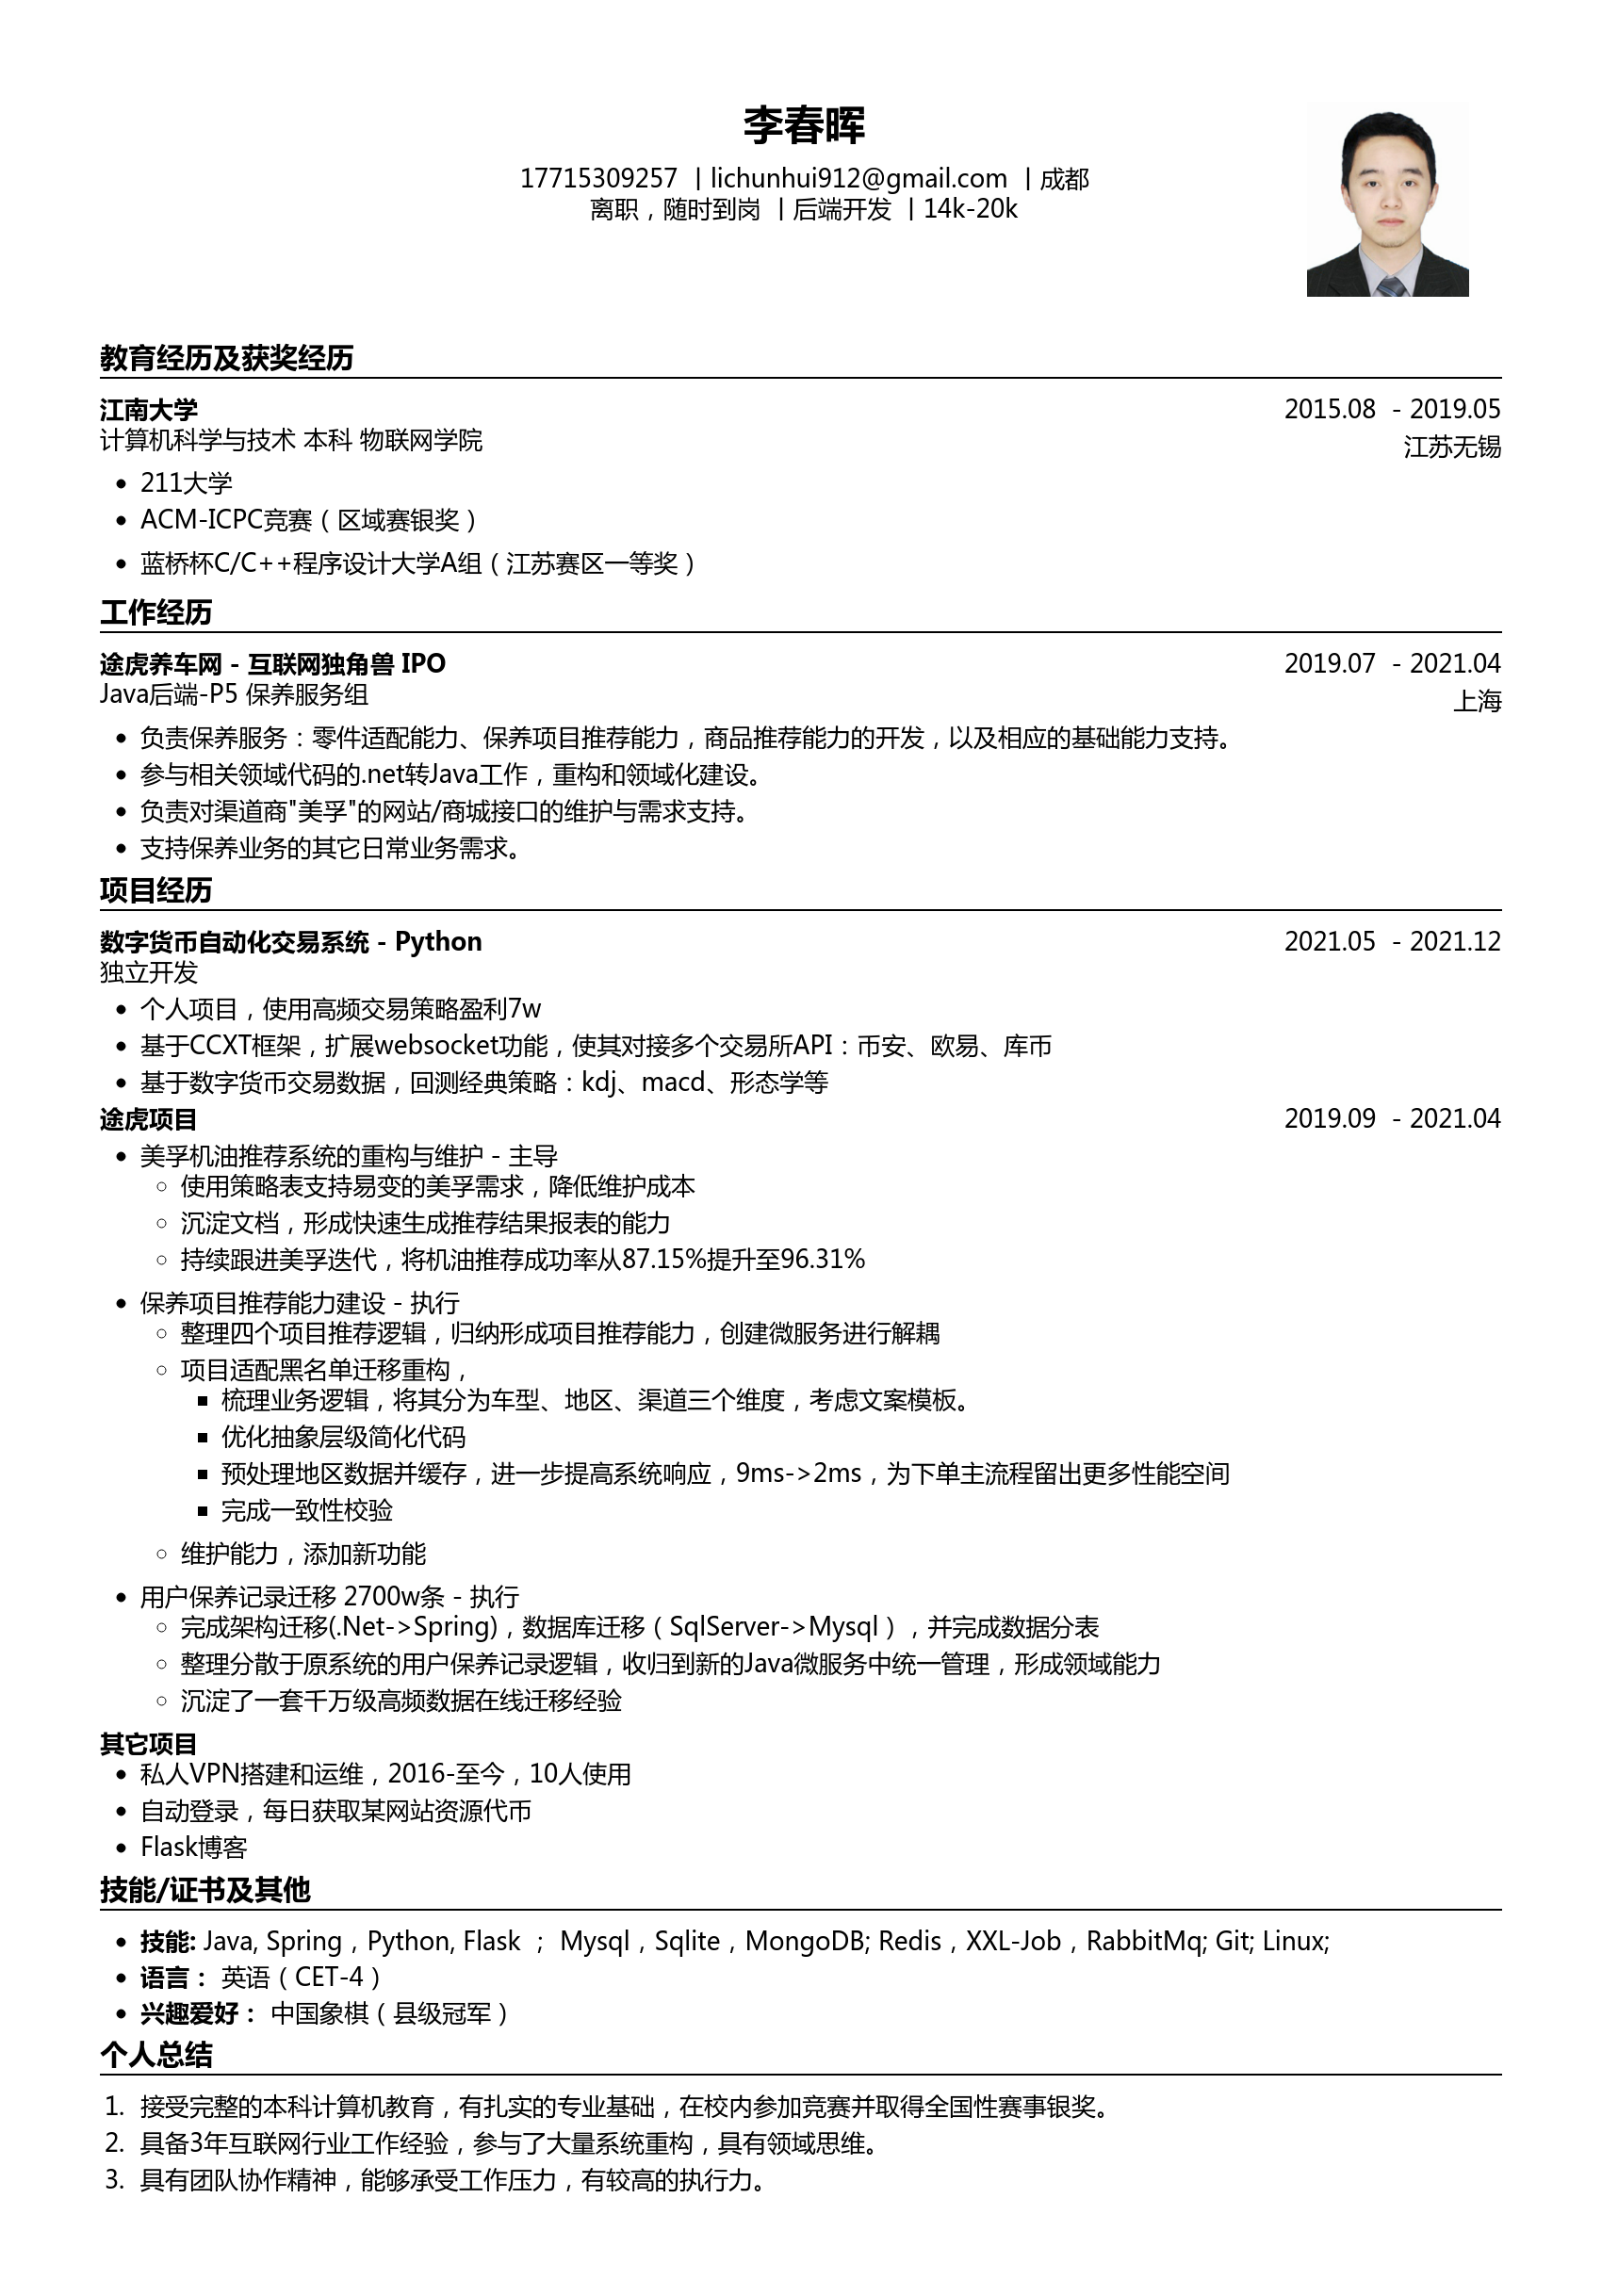 李春晖
17715309257 | lichunhui912@gmail.com | 成都
离职，随时到岗 | 后端开发 | 14k-20k
教育经历及获奖经历
江南大学 2015.08 - 2019.05
计算机科学与技术 本科 物联网学院 江苏无锡
• 211大学
• ACM-ICPC竞赛（区域赛银奖）
• 蓝桥杯C/C++程序设计大学A组（江苏赛区一等奖）
工作经历
途虎养车网 - 互联网独角兽 IPO 2019.07 - 2021.04
Java后端-P5 保养服务组 上海
• 负责保养服务：零件适配能力、保养项目推荐能力，商品推荐能力的开发，以及相应的基础能力支持。
• 参与相关领域代码的.net转Java工作，重构和领域化建设。
• 负责对渠道商"美孚"的网站/商城接口的维护与需求支持。
• 支持保养业务的其它日常业务需求。
项目经历
数字货币自动化交易系统 - Python 2021.05 - 2021.12
独立开发
• 个人项目，使用高频交易策略盈利7w
• 基于CCXT框架，扩展websocket功能，使其对接多个交易所API：币安、欧易、库币
• 基于数字货币交易数据，回测经典策略：kdj、macd、形态学等
途虎项目 2019.09 - 2021.04
• 美孚机油推荐系统的重构与维护 - 主导
◦ 使用策略表支持易变的美孚需求，降低维护成本
◦ 沉淀文档，形成快速生成推荐结果报表的能力
◦ 持续跟进美孚迭代，将机油推荐成功率从87.15%提升至96.31%
• 保养项目推荐能力建设 - 执行
◦ 整理四个项目推荐逻辑，归纳形成项目推荐能力，创建微服务进行解耦
◦ 项目适配黑名单迁移重构，
▪ 梳理业务逻辑，将其分为车型、地区、渠道三个维度，考虑文案模板。
▪ 优化抽象层级简化代码
▪ 预处理地区数据并缓存，进一步提高系统响应，9ms->2ms，为下单主流程留出更多性能空间
▪ 完成一致性校验
◦ 维护能力，添加新功能
• 用户保养记录迁移 2700w条 - 执行
◦ 完成架构迁移(.Net->Spring)，数据库迁移（SqlServer->Mysql），并完成数据分表
◦ 整理分散于原系统的用户保养记录逻辑，收归到新的Java微服务中统一管理，形成领域能力
◦ 沉淀了一套千万级高频数据在线迁移经验
其它项目
• 私人VPN搭建和运维，2016-至今，10人使用
• 自动登录，每日获取某网站资源代币
• Flask博客
技能/证书及其他
• 技能: Java, Spring，Python, Flask ； Mysql，Sqlite，MongoDB; Redis，XXL-Job，RabbitMq; Git; Linux;
• 语言： 英语（CET-4）
• 兴趣爱好： 中国象棋（县级冠军）
个人总结
1. 接受完整的本科计算机教育，有扎实的专业基础，在校内参加竞赛并取得全国性赛事银奖。
2. 具备3年互联网行业工作经验，参与了大量系统重构，具有领域思维。
3. 具有团队协作精神，能够承受工作压力，有较高的执行力。